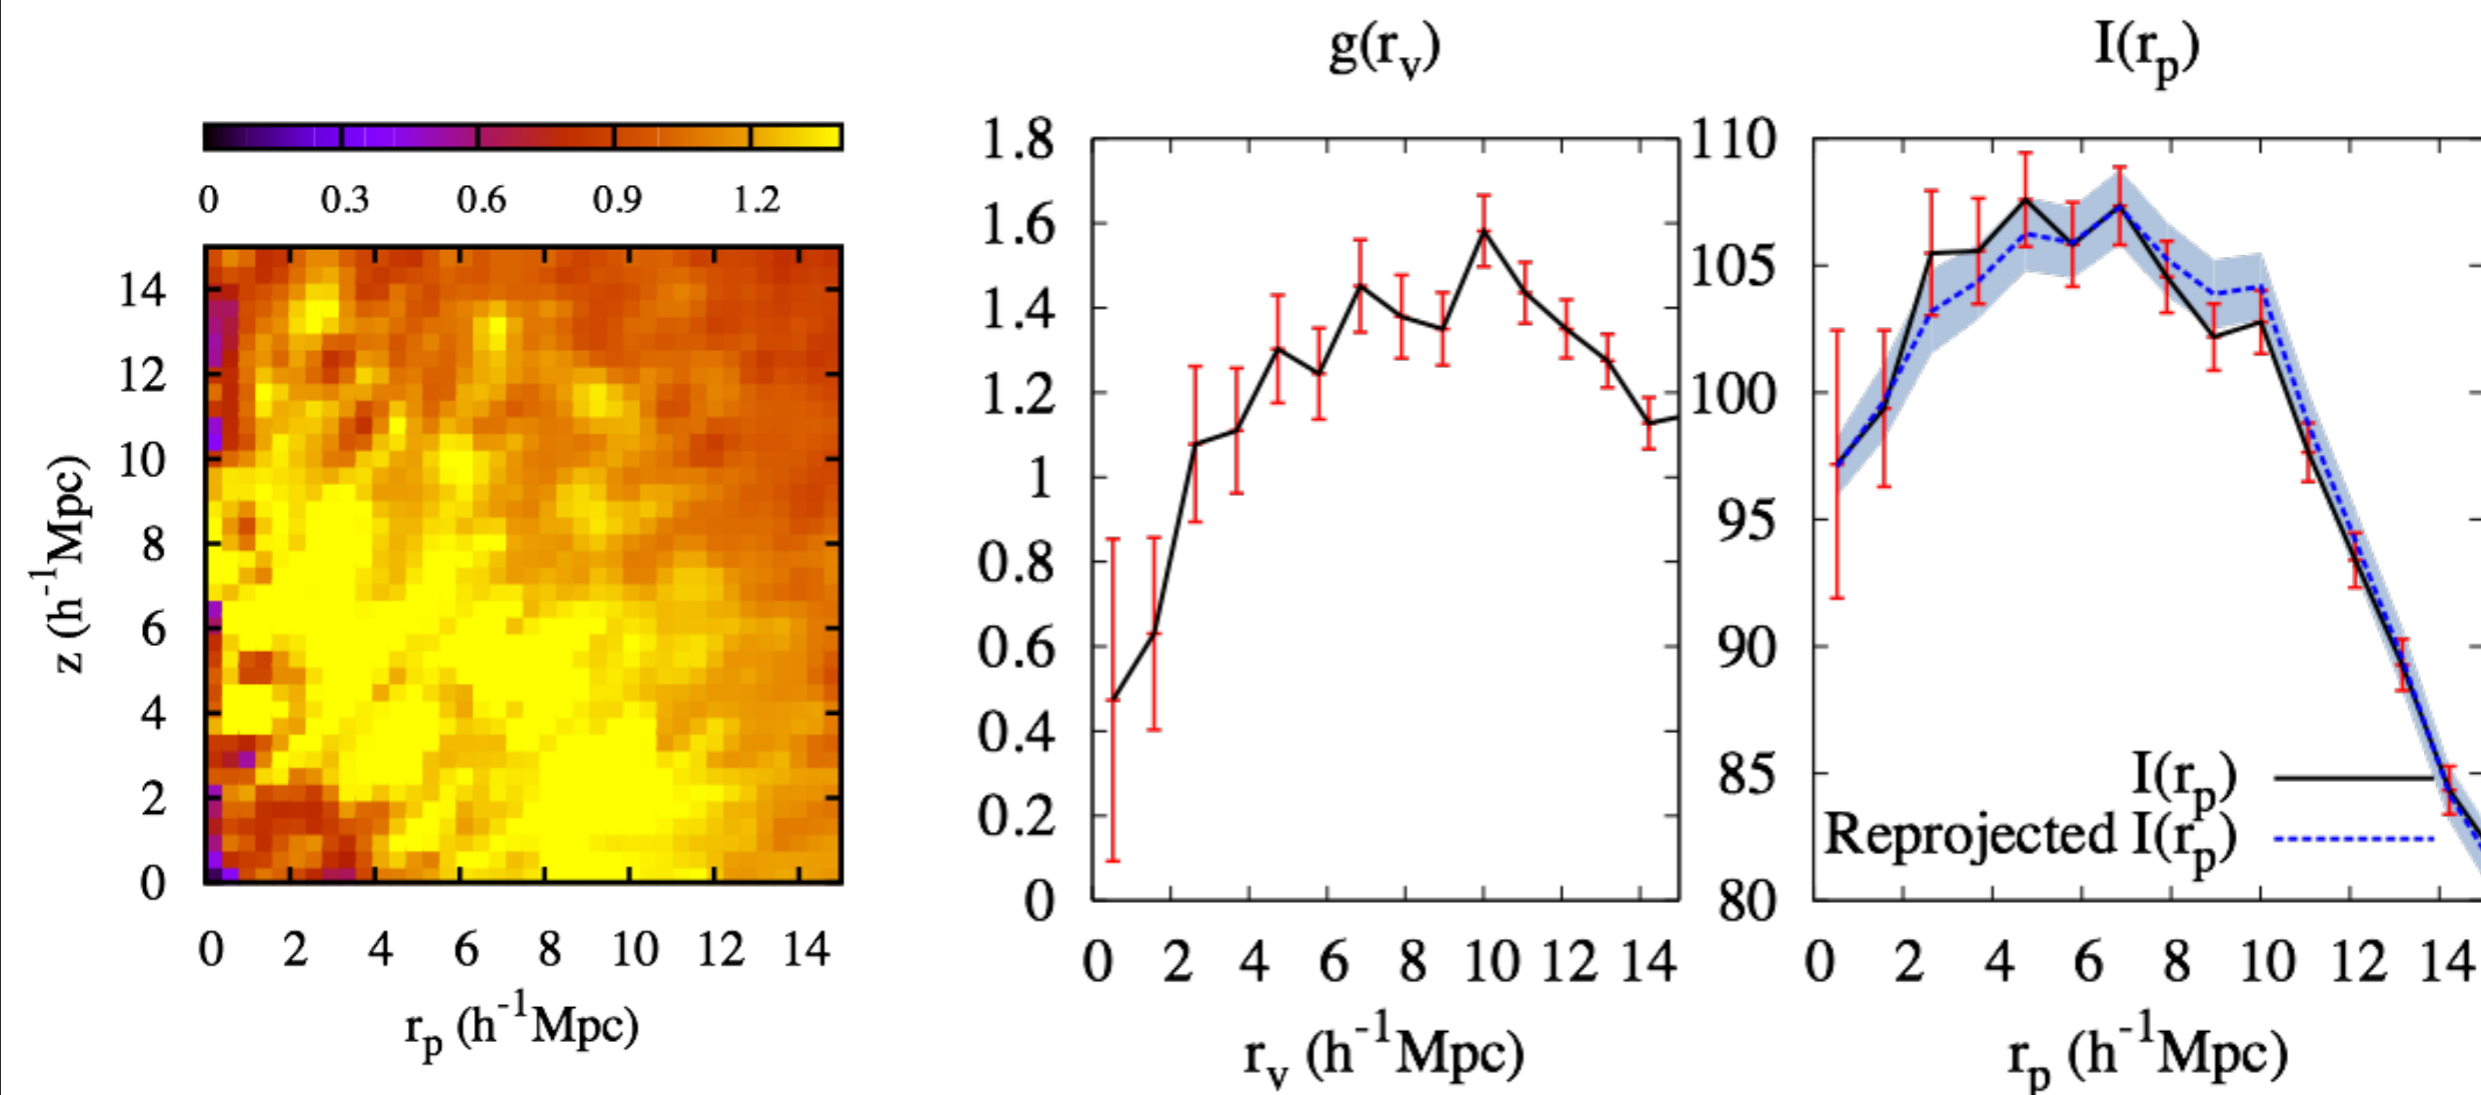 0 0.3 0.6 0.9 1.2
14
12
10
8
6
4
2
0
z (h⁻¹Mpc)
0 2 4 6 8 10 12 14
r_p (h⁻¹Mpc)
g(r_v)
1.8
1.6
1.4
1.2
1
0.8
0.6
0.4
0.2
0
0 2 4 6 8 10 12 14
r_v (h⁻¹Mpc)
I(r_p)
110
105
100
95
90
85
80
I(r_p)
Reprojected I(r_p)
0 2 4 6 8 10 12 14
r_p (h⁻¹Mpc)